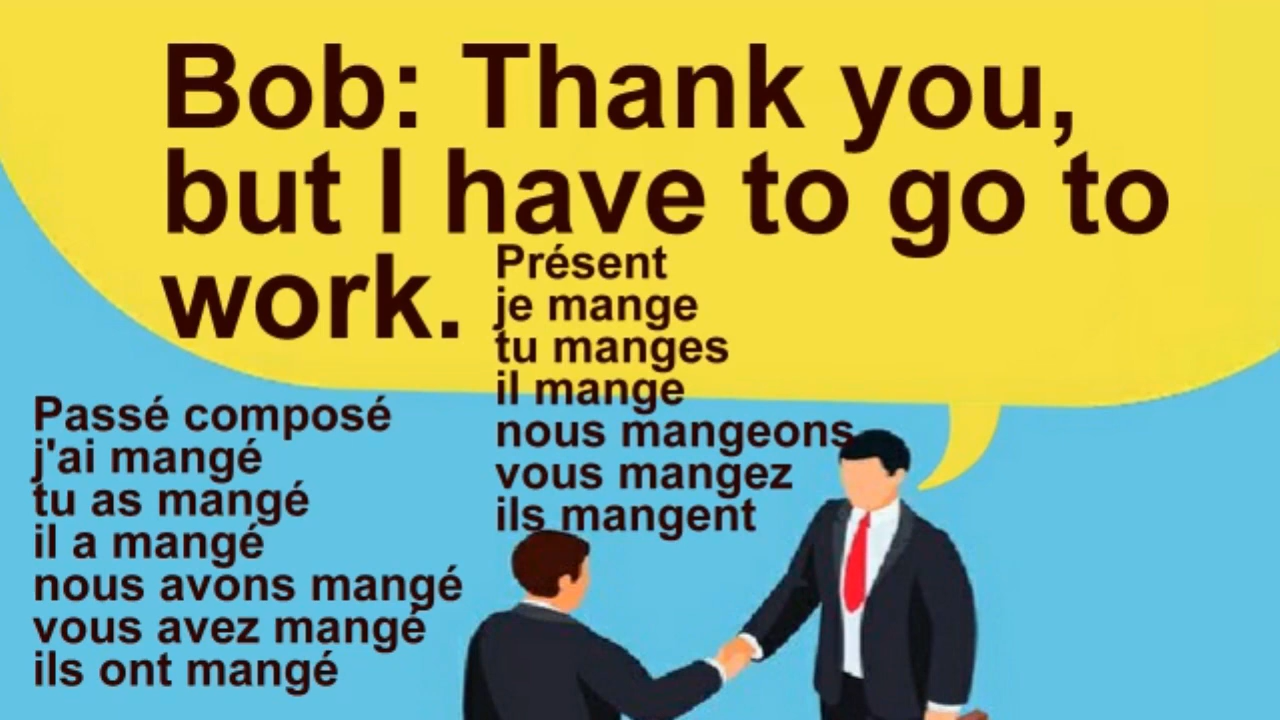 Bob: Thank you,
but I have to go to
work.
Présent
je mange
tu manges
il mange
nous mangeons
vous mangez
ils mangent
Passé composé
j'ai mangé
tu as mangé
il a mangé
nous avons mangé
vous avez mangé
ils ont mangé